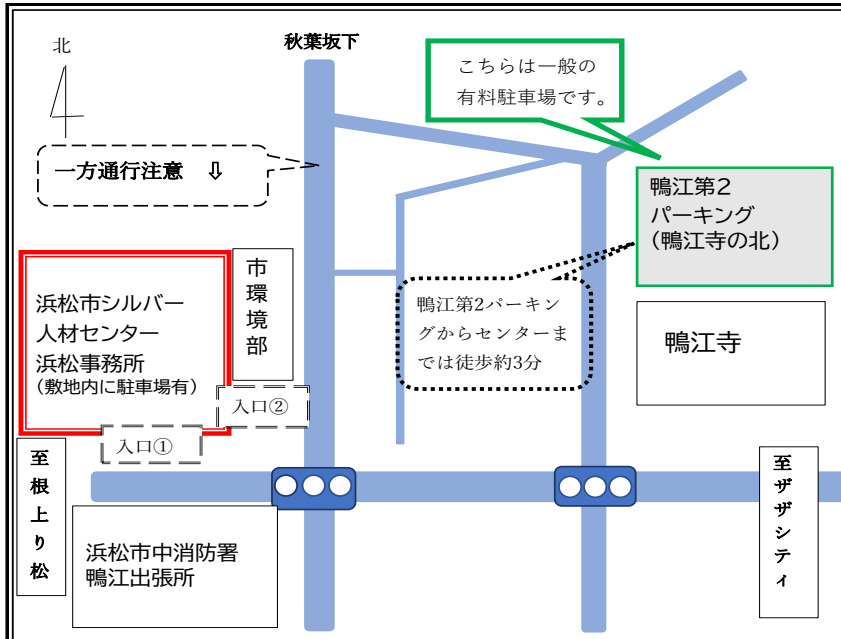 北
秋葉坂下
こちらは一般の
有料駐車場です。
一方通行注意 ⇩
鴨江第2
パーキング
(鴨江寺の北)
市環境部
浜松市シルバー
人材センター
浜松事務所
(敷地内に駐車場有)
鴨江第2パーキン
グからセンターま
では徒歩約3分
鴨江寺
入口②
入口①
至根上り松
至ザザシティ
浜松市中消防署
鴨江出張所